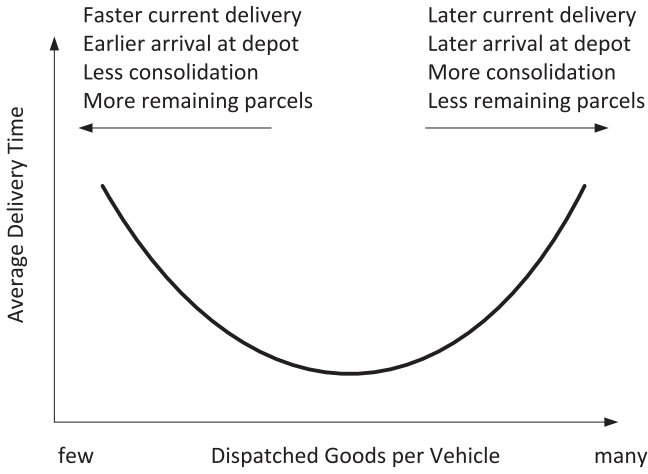 Faster current delivery
Earlier arrival at depot
Less consolidation
More remaining parcels
Later current delivery
Later arrival at depot
More consolidation
Less remaining parcels
Average Delivery Time
few
Dispatched Goods per Vehicle
many